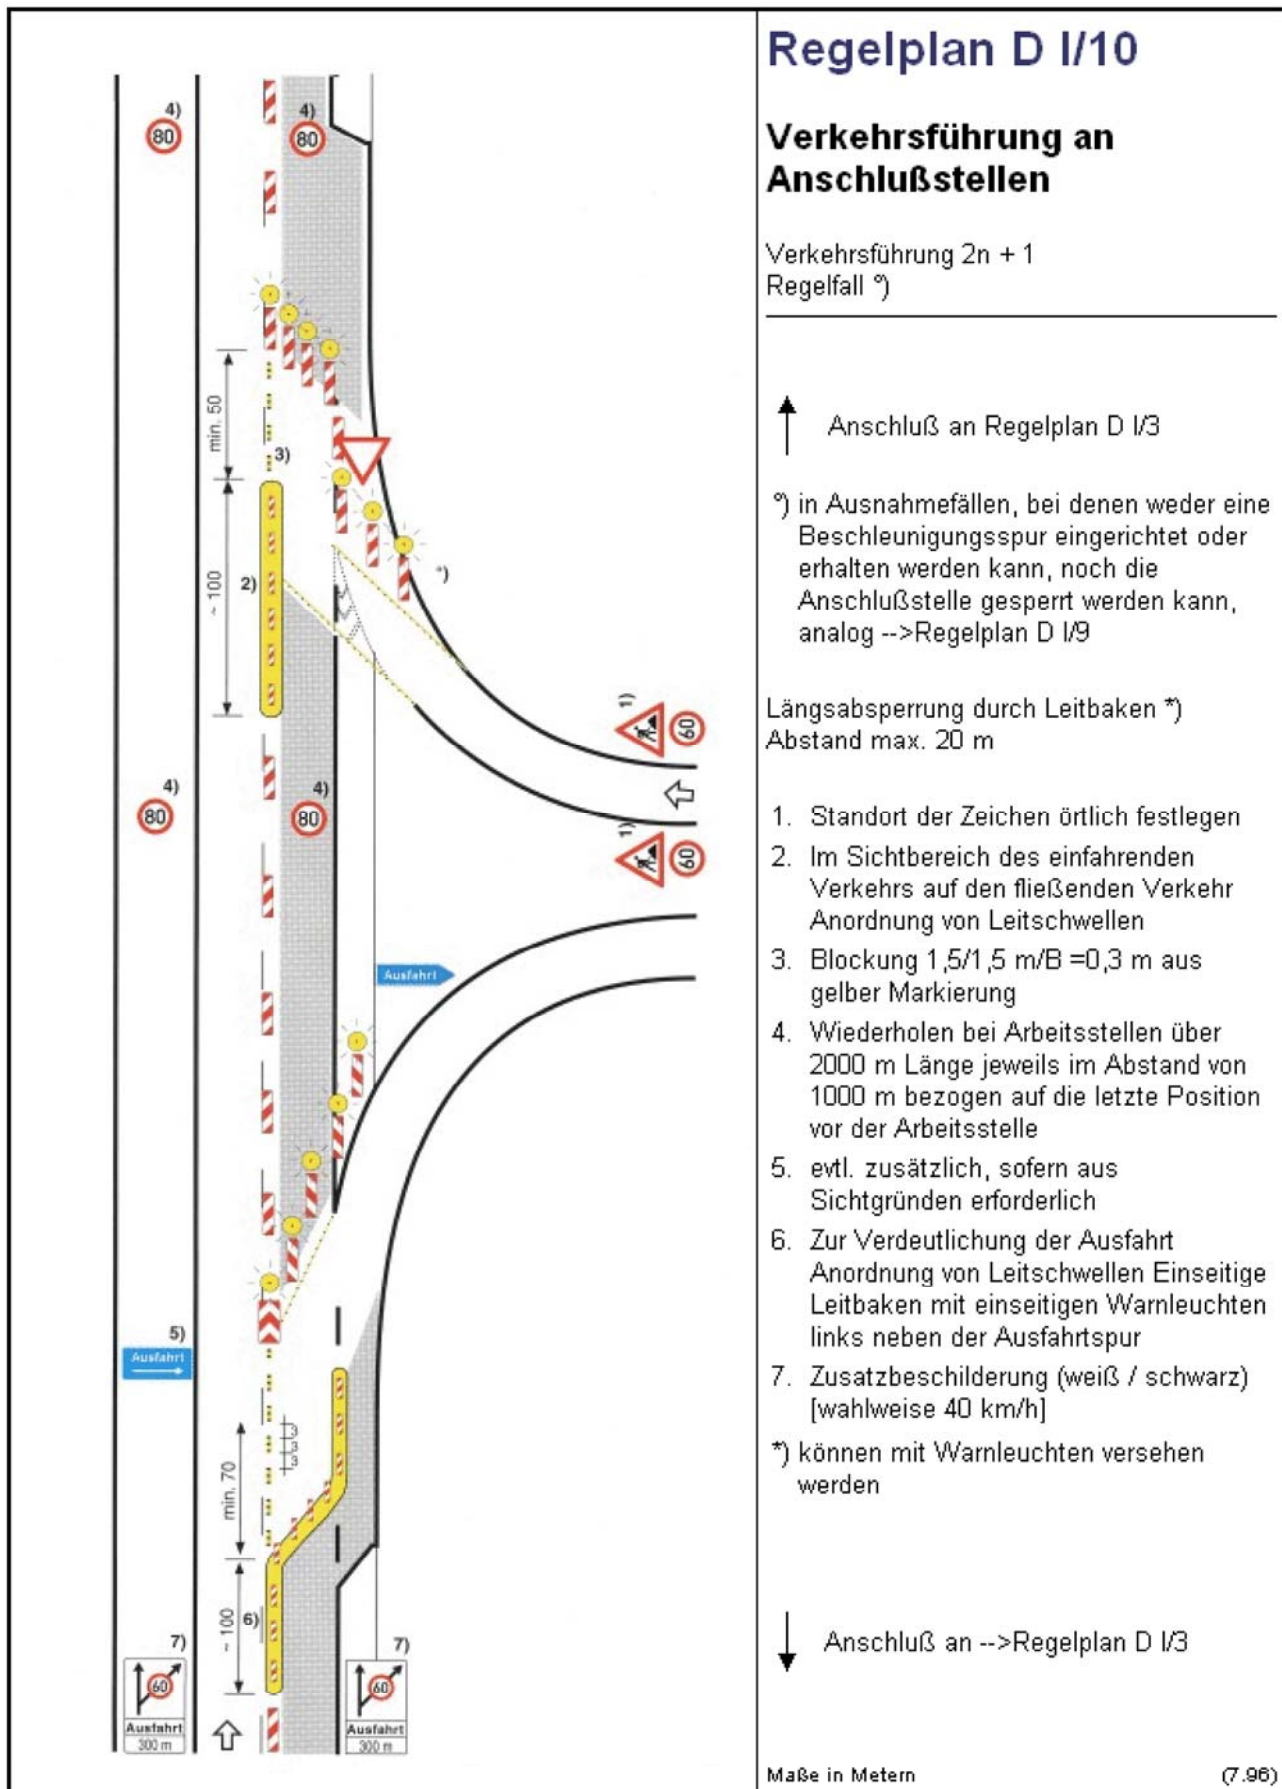 Regelplan D I/10
Verkehrsführung an
Anschlußstellen
Verkehrsführung 2n + 1
Regelfall °)
Anschluß an Regelplan D I/3
°) in Ausnahmefällen, bei denen weder eine
Beschleunigungsspur eingerichtet oder
erhalten werden kann, noch die
Anschlußstelle gesperrt werden kann,
analog -->Regelplan D I/9
Längsabsperrung durch Leitbaken *)
Abstand max. 20 m
1. Standort der Zeichen örtlich festlegen
2. Im Sichtbereich des einfahrenden
Verkehrs auf den fließenden Verkehr
Anordnung von Leitschwellen
3. Blockung 1,5/1,5 m/B =0,3 m aus
gelber Markierung
4. Wiederholen bei Arbeitsstellen über
2000 m Länge jeweils im Abstand von
1000 m bezogen auf die letzte Position
vor der Arbeitsstelle
5. evtl. zusätzlich, sofern aus
Sichtgründen erforderlich
6. Zur Verdeutlichung der Ausfahrt
Anordnung von Leitschwellen Einseitige
Leitbaken mit einseitigen Warnleuchten
links neben der Ausfahrtspur
7. Zusatzbeschilderung (weiß / schwarz)
[wahlweise 40 km/h]
*) können mit Warnleuchten versehen
werden
Anschluß an -->Regelplan D I/3
Maße in Metern (7.96)
4) 4)
80 80
min. 50
3)
~ 100
2)
°)
1)
60
4) 4)
80 80
1)
60
Ausfahrt
5)
Ausfahrt
3
3
3
min. 70
~ 100
6)
7) 7)
60 60
Ausfahrt Ausfahrt
300 m 300 m